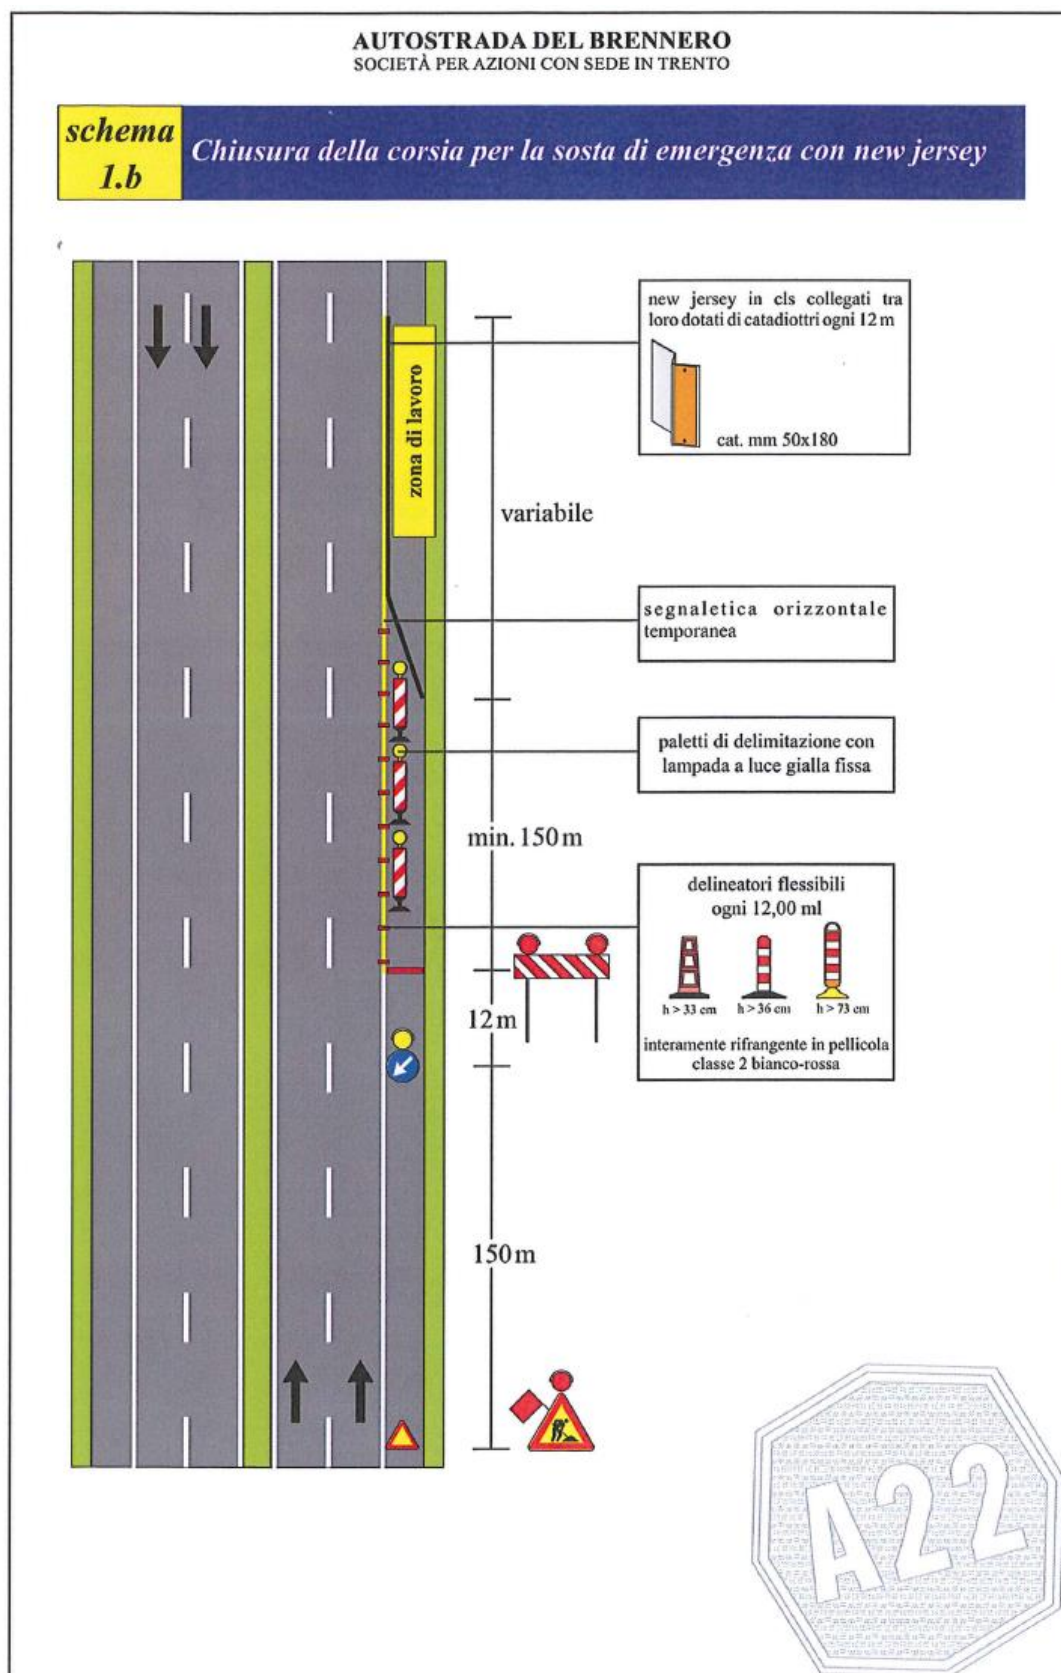 AUTOSTRADA DEL BRENNERO
SOCIETÀ PER AZIONI CON SEDE IN TRENTO
schema
1.b
Chiusura della corsia per la sosta di emergenza con new jersey
new jersey in cls collegati tra
loro dotati di catadiottri ogni 12 m
cat. mm 50x180
zona di lavoro
variabile
segnaletica orizzontale
temporanea
paletti di delimitazione con
lampada a luce gialla fissa
min. 150 m
delineatori flessibili
ogni 12,00 ml
h > 33 cm
h > 36 cm
h > 73 cm
interamente rifrangente in pellicola
classe 2 bianco-rossa
12 m
150 m
A22